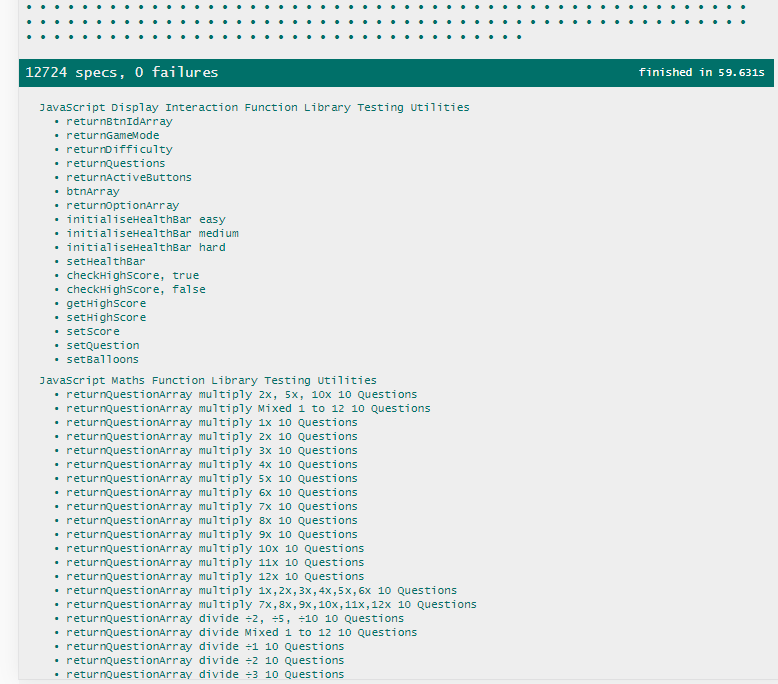 12724 specs, 0 failures finished in 59.631s
JavaScript Display Interaction Function Library Testing Utilities
• returnBtnIdArray
• returnGameMode
• returnDifficulty
• returnQuestions
• returnActiveButtons
• btnArray
• returnOptionArray
• initialiseHealthBar easy
• initialiseHealthBar medium
• initialiseHealthBar hard
• setHealthBar
• checkHighScore, true
• checkHighScore, false
• getHighScore
• setHighScore
• setScore
• setQuestion
• setBalloons
JavaScript Maths Function Library Testing Utilities
• returnQuestionArray multiply 2x, 5x, 10x 10 Questions
• returnQuestionArray multiply Mixed 1 to 12 10 Questions
• returnQuestionArray multiply 1x 10 Questions
• returnQuestionArray multiply 2x 10 Questions
• returnQuestionArray multiply 3x 10 Questions
• returnQuestionArray multiply 4x 10 Questions
• returnQuestionArray multiply 5x 10 Questions
• returnQuestionArray multiply 6x 10 Questions
• returnQuestionArray multiply 7x 10 Questions
• returnQuestionArray multiply 8x 10 Questions
• returnQuestionArray multiply 9x 10 Questions
• returnQuestionArray multiply 10x 10 Questions
• returnQuestionArray multiply 11x 10 Questions
• returnQuestionArray multiply 12x 10 Questions
• returnQuestionArray multiply 1x,2x,3x,4x,5x,6x 10 Questions
• returnQuestionArray multiply 7x,8x,9x,10x,11x,12x 10 Questions
• returnQuestionArray divide ÷2, ÷5, ÷10 10 Questions
• returnQuestionArray divide Mixed 1 to 12 10 Questions
• returnQuestionArray divide ÷1 10 Questions
• returnQuestionArray divide ÷2 10 Questions
• returnQuestionArray divide ÷3 10 Questions